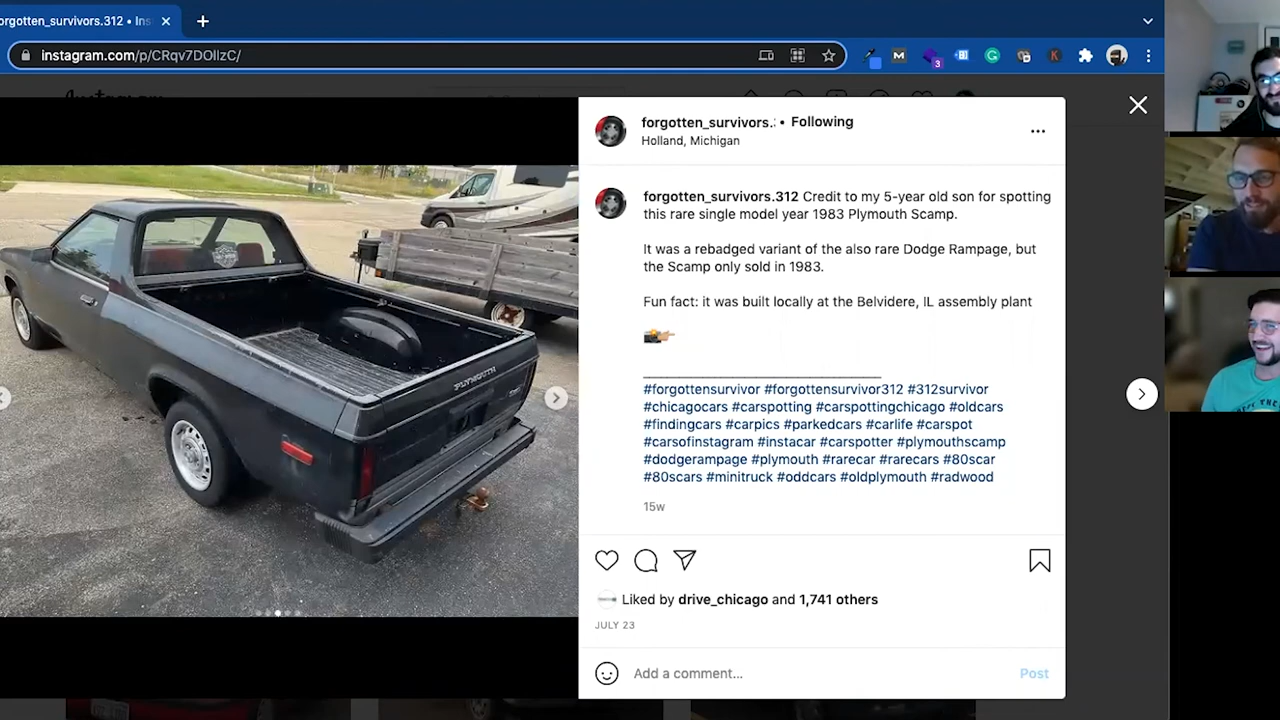 forgotten_survivors.312 • Ins
instagram.com/p/CRqv7DOllzC/
3
Instagram
forgotten_survivors.: • Following
Holland, Michigan
forgotten_survivors.312 Credit to my 5-year old son for spotting
this rare single model year 1983 Plymouth Scamp.
It was a rebadged variant of the also rare Dodge Rampage, but
the Scamp only sold in 1983.
Fun fact: it was built locally at the Belvidere, IL assembly plant
#forgottensurvivor #forgottensurvivor312 #312survivor
#chicagocars #carspotting #carspottingchicago #oldcars
#findingcars #carpics #parkedcars #carlife #carspot
#carsofinstagram #instacar #carspotter #plymouthscamp
#dodgerampage #plymouth #rarecar #rarecars #80scar
#80scars #minitruck #oddcars #oldplymouth #radwood
15w
Liked by drive_chicago and 1,741 others
JULY 23
Add a comment...
Post
PLYMOUTH